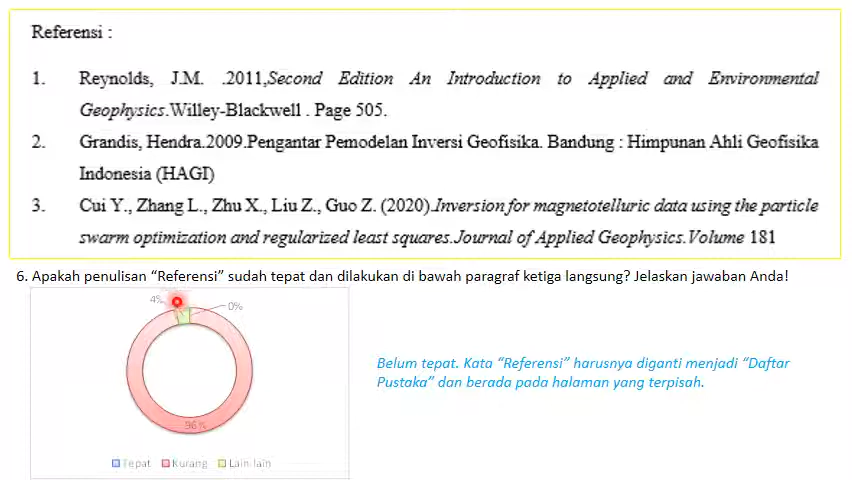 Referensi :
1. Reynolds, J.M. .2011,Second Edition An Introduction to Applied and Environmental
Geophysics.Willey-Blackwell . Page 505.
2. Grandis, Hendra.2009.Pengantar Pemodelan Inversi Geofisika. Bandung : Himpunan Ahli Geofisika
Indonesia (HAGI)
3. Cui Y., Zhang L., Zhu X., Liu Z., Guo Z. (2020).Inversion for magnetotelluric data using the particle
swarm optimization and regularized least squares.Journal of Applied Geophysics.Volume 181
6. Apakah penulisan “Referensi” sudah tepat dan dilakukan di bawah paragraf ketiga langsung? Jelaskan jawaban Anda!
4%
0%
Belum tepat. Kata “Referensi” harusnya diganti menjadi “Daftar
Pustaka” dan berada pada halaman yang terpisah.
96%
Tepat Kurang Lain-lain